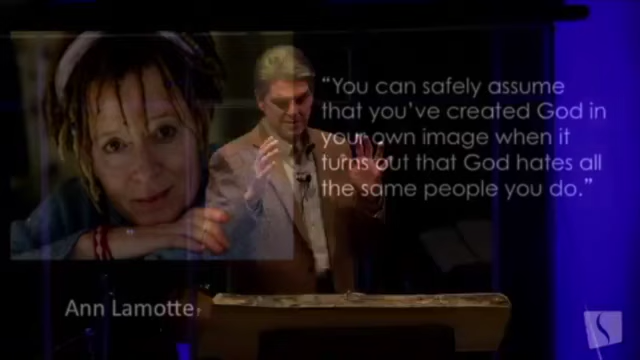 “You can safely assume
that you’ve created God in
your own image when it
turns out that God hates all
the same people you do.”
Ann Lamotte,